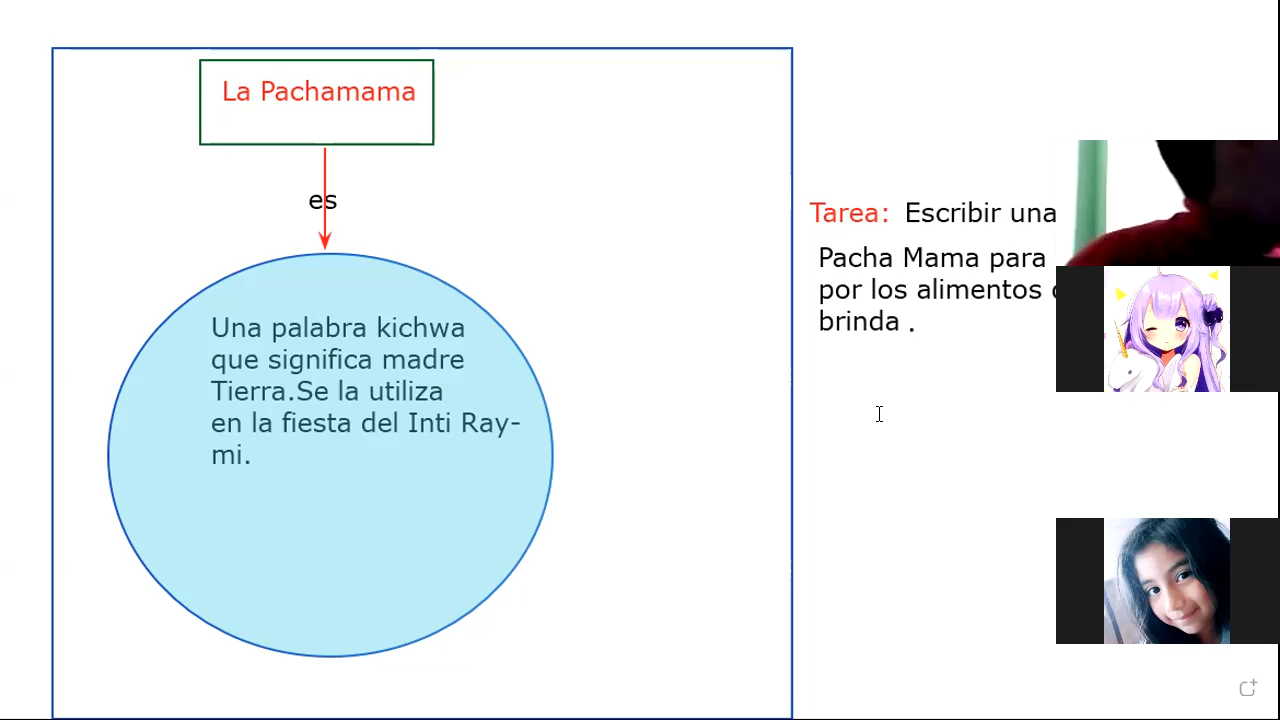 La Pachamama
es
Una palabra kichwa
que significa madre
Tierra.Se la utiliza
en la fiesta del Inti Ray-
mi.
Tarea: Escribir una
Pacha Mama para
por los alimentos
brinda .